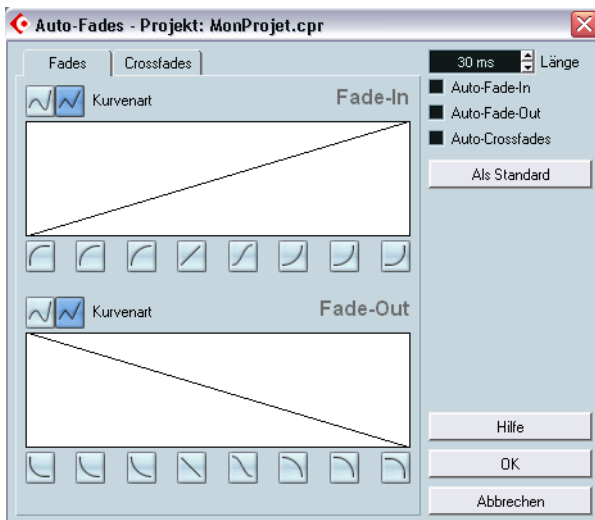 Auto-Fades - Projekt: MonProjet.cpr
Fades
Crossfades
30 ms
Länge
Auto-Fade-In
Auto-Fade-Out
Auto-Crossfades
Als Standard
Kurvenart
Fade-In
Kurvenart
Fade-Out
Hilfe
OK
Abbrechen